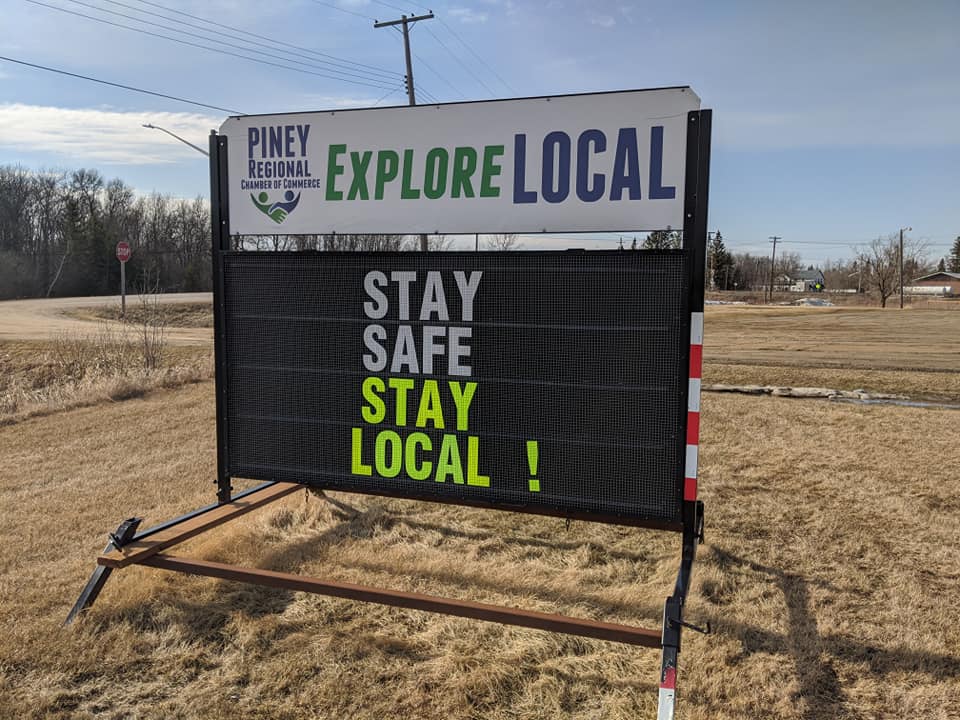 PINEY
REGIONAL
CHAMBER OF COMMERCE
EXPLORE LOCAL
STAY
SAFE
STAY
LOCAL !
STOP